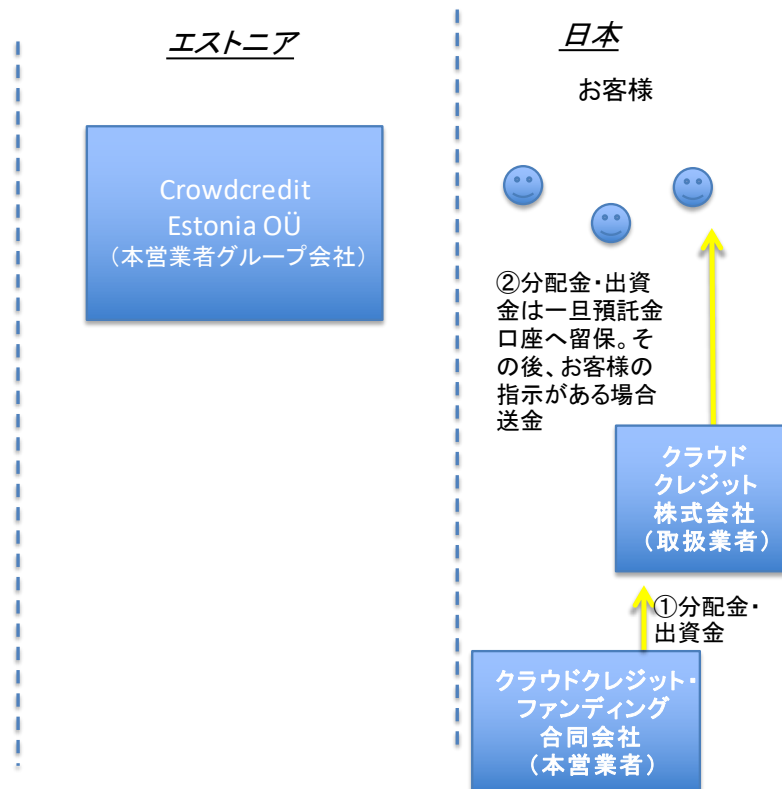 エストニア
日本
お客様
Crowdcredit
Estonia OÜ
（本営業者グループ会社）
②分配金・出資
金は一旦預託金
口座へ留保。そ
の後、お客様の
指示がある場合
送金
クラウド
クレジット
株式会社
（取扱業者）
①分配金・
出資金
クラウドクレジット・
ファンディング
合同会社
（本営業者）